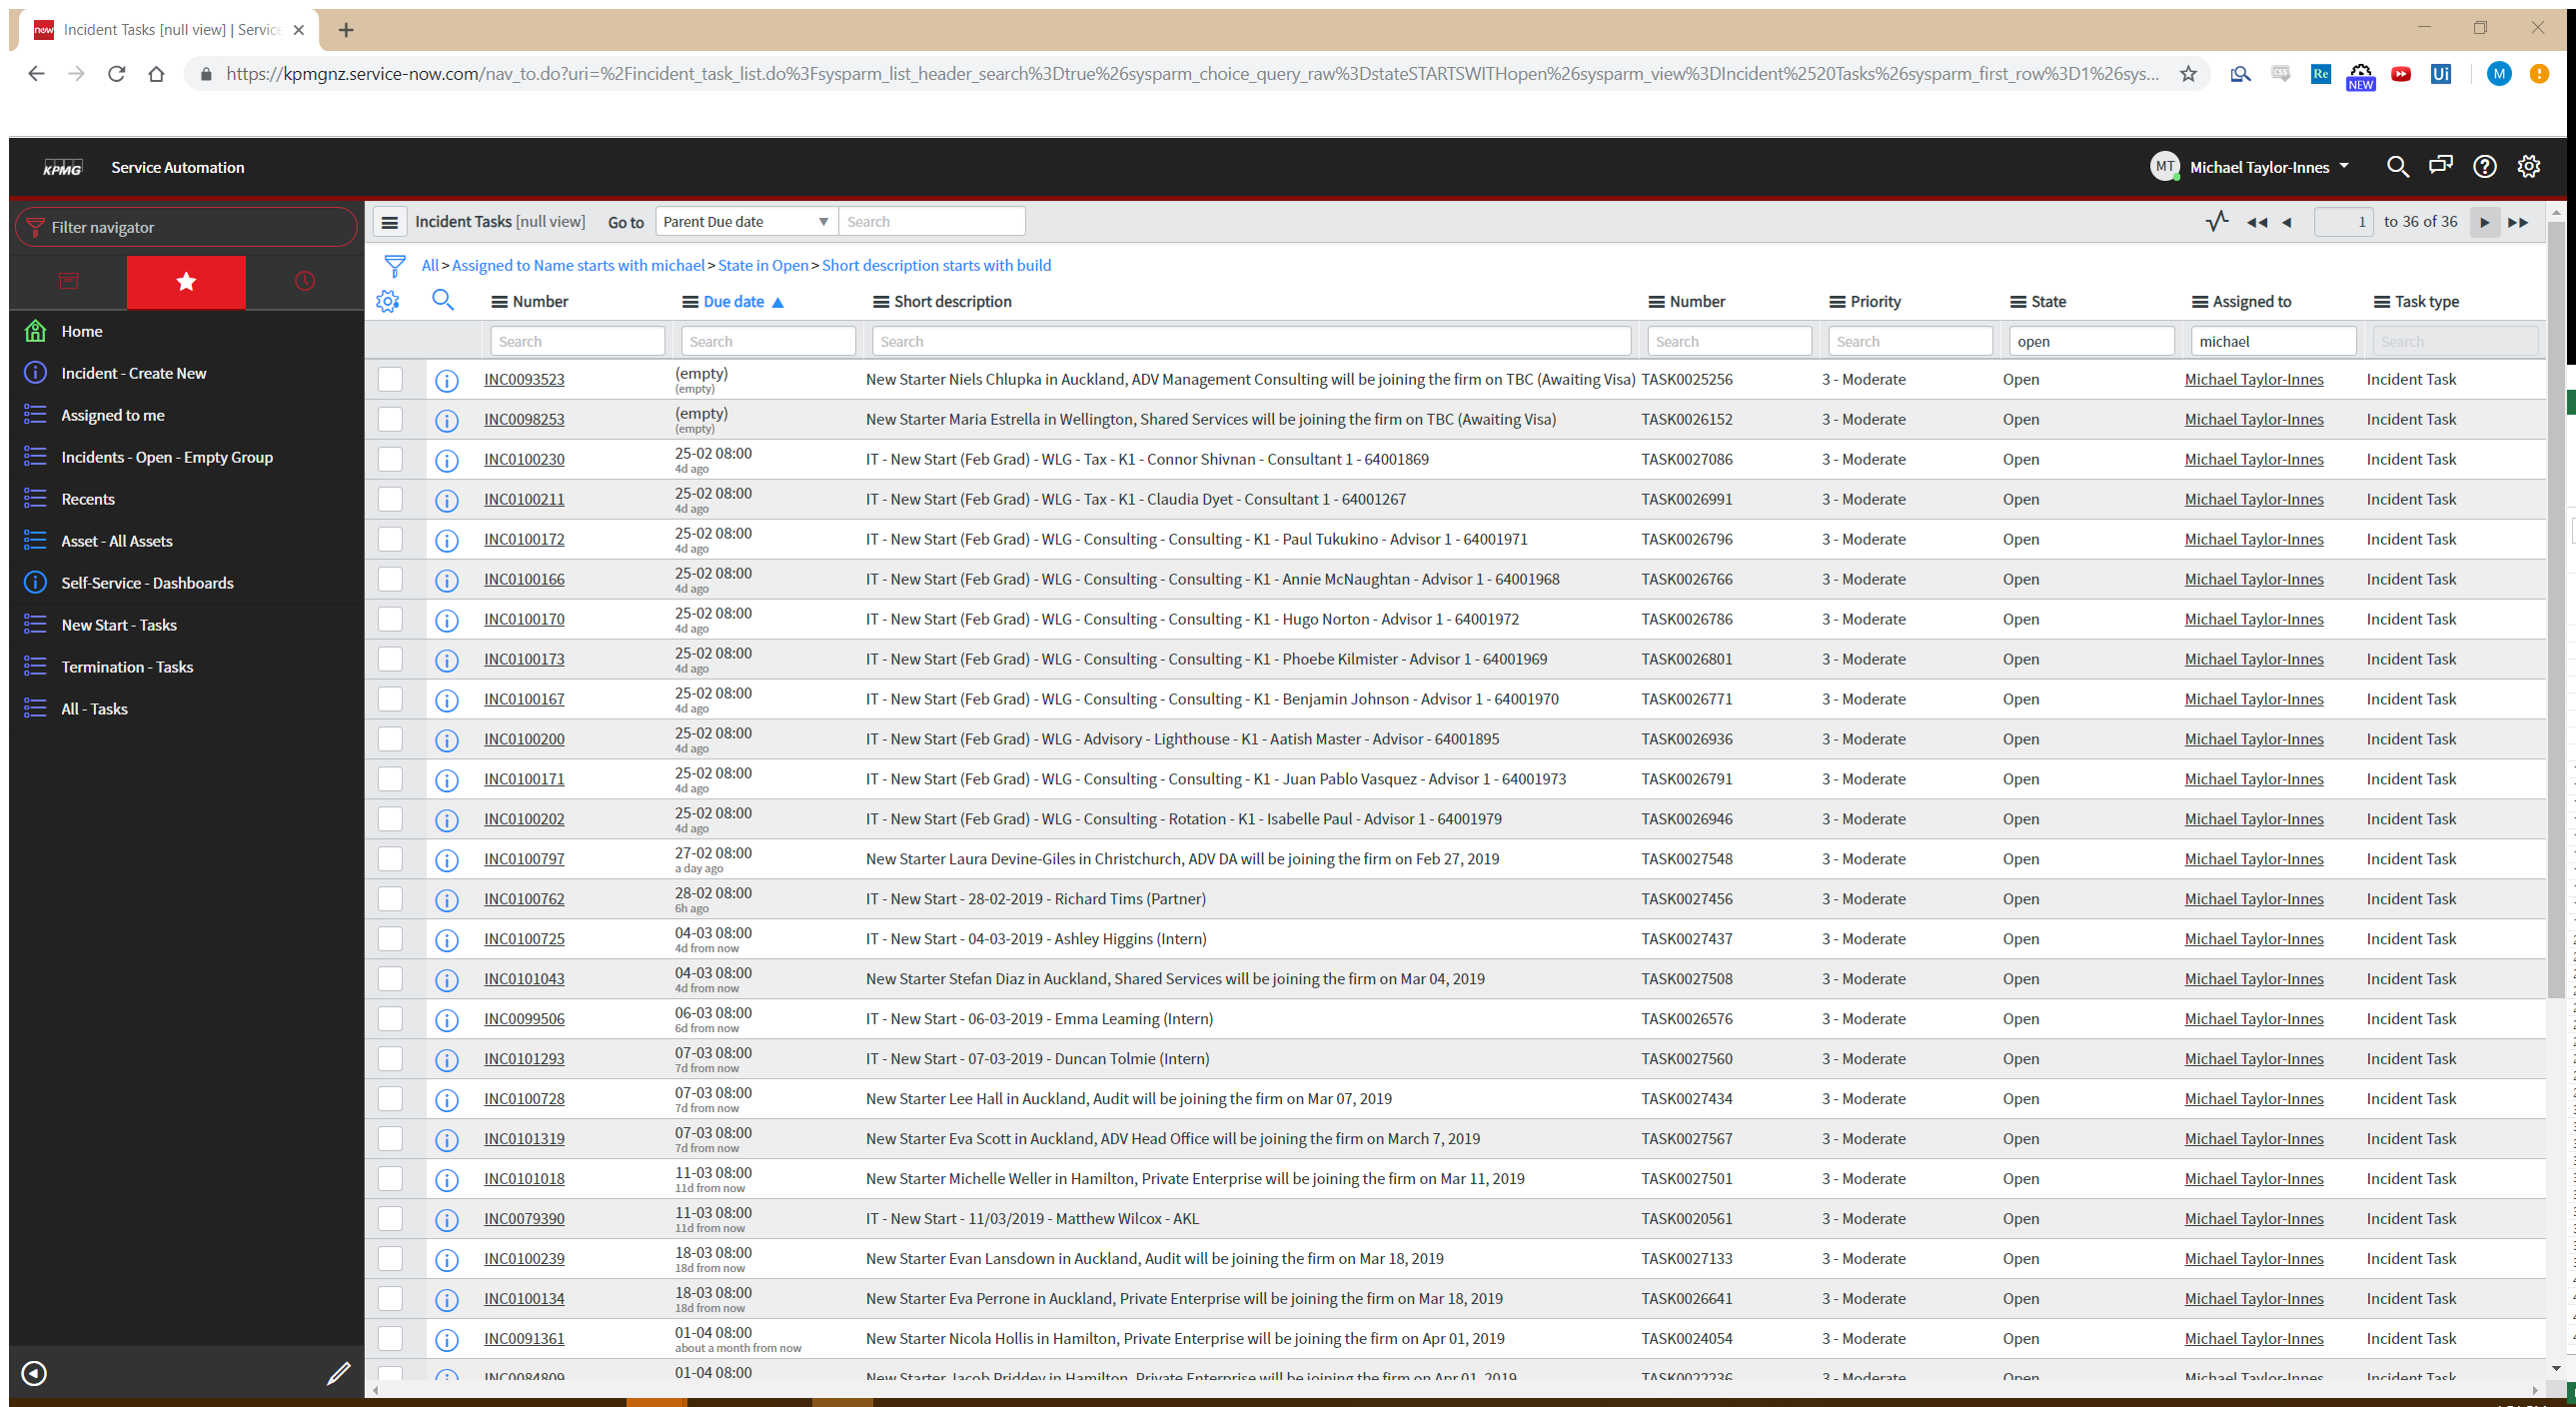 now Incident Tasks [null view] | Service
https://kpmgnz.service-now.com/nav_to.do?uri=%2Fincident_task_list.do%3Fsysparm_list_header_search%3Dtrue%26sysparm_choice_query_raw%3DstateSTARTSWITHopen%26sysparm_view%3DIncident%2520Tasks%26sysparm_first_row%3D1%26sys...
Re NEW Ui M
KPMG Service Automation MT Michael Taylor-Innes
Filter navigator
Home
Incident - Create New
Assigned to me
Incidents - Open - Empty Group
Recents
Asset - All Assets
Self-Service - Dashboards
New Start - Tasks
Termination - Tasks
All - Tasks
Incident Tasks [null view] Go to Parent Due date Search 1 to 36 of 36
All > Assigned to Name starts with michael > State in Open > Short description starts with build
Number Due date Short description Number Priority State Assigned to Task type
Search Search Search Search Search open michael Search
INC0093523 (empty) (empty) New Starter Niels Chlupka in Auckland, ADV Management Consulting will be joining the firm on TBC (Awaiting Visa) TASK0025256 3 - Moderate Open Michael Taylor-Innes Incident Task
INC0098253 (empty) (empty) New Starter Maria Estrella in Wellington, Shared Services will be joining the firm on TBC (Awaiting Visa) TASK0026152 3 - Moderate Open Michael Taylor-Innes Incident Task
INC0100230 25-02 08:00 4d ago IT - New Start (Feb Grad) - WLG - Tax - K1 - Connor Shivnan - Consultant 1 - 64001869 TASK0027086 3 - Moderate Open Michael Taylor-Innes Incident Task
INC0100211 25-02 08:00 4d ago IT - New Start (Feb Grad) - WLG - Tax - K1 - Claudia Dyet - Consultant 1 - 64001267 TASK0026991 3 - Moderate Open Michael Taylor-Innes Incident Task
INC0100172 25-02 08:00 4d ago IT - New Start (Feb Grad) - WLG - Consulting - Consulting - K1 - Paul Tukukino - Advisor 1 - 64001971 TASK0026796 3 - Moderate Open Michael Taylor-Innes Incident Task
INC0100166 25-02 08:00 4d ago IT - New Start (Feb Grad) - WLG - Consulting - Consulting - K1 - Annie McNaughtan - Advisor 1 - 64001968 TASK0026766 3 - Moderate Open Michael Taylor-Innes Incident Task
INC0100170 25-02 08:00 4d ago IT - New Start (Feb Grad) - WLG - Consulting - Consulting - K1 - Hugo Norton - Advisor 1 - 64001972 TASK0026786 3 - Moderate Open Michael Taylor-Innes Incident Task
INC0100173 25-02 08:00 4d ago IT - New Start (Feb Grad) - WLG - Consulting - Consulting - K1 - Phoebe Kilmister - Advisor 1 - 64001969 TASK0026801 3 - Moderate Open Michael Taylor-Innes Incident Task
INC0100167 25-02 08:00 4d ago IT - New Start (Feb Grad) - WLG - Consulting - Consulting - K1 - Benjamin Johnson - Advisor 1 - 64001970 TASK0026771 3 - Moderate Open Michael Taylor-Innes Incident Task
INC0100200 25-02 08:00 4d ago IT - New Start (Feb Grad) - WLG - Advisory - Lighthouse - K1 - Aatish Master - Advisor - 64001895 TASK0026936 3 - Moderate Open Michael Taylor-Innes Incident Task
INC0100171 25-02 08:00 4d ago IT - New Start (Feb Grad) - WLG - Consulting - Consulting - K1 - Juan Pablo Vasquez - Advisor 1 - 64001973 TASK0026791 3 - Moderate Open Michael Taylor-Innes Incident Task
INC0100202 25-02 08:00 4d ago IT - New Start (Feb Grad) - WLG - Consulting - Rotation - K1 - Isabelle Paul - Advisor 1 - 64001979 TASK0026946 3 - Moderate Open Michael Taylor-Innes Incident Task
INC0100797 27-02 08:00 a day ago New Starter Laura Devine-Giles in Christchurch, ADV DA will be joining the firm on Feb 27, 2019 TASK0027548 3 - Moderate Open Michael Taylor-Innes Incident Task
INC0100762 28-02 08:00 6h ago IT - New Start - 28-02-2019 - Richard Tims (Partner) TASK0027456 3 - Moderate Open Michael Taylor-Innes Incident Task
INC0100725 04-03 08:00 4d from now IT - New Start - 04-03-2019 - Ashley Higgins (Intern) TASK0027437 3 - Moderate Open Michael Taylor-Innes Incident Task
INC0101043 04-03 08:00 4d from now New Starter Stefan Diaz in Auckland, Shared Services will be joining the firm on Mar 04, 2019 TASK0027508 3 - Moderate Open Michael Taylor-Innes Incident Task
INC0099506 06-03 08:00 6d from now IT - New Start - 06-03-2019 - Emma Leaming (Intern) TASK0026576 3 - Moderate Open Michael Taylor-Innes Incident Task
INC0101293 07-03 08:00 7d from now IT - New Start - 07-03-2019 - Duncan Tolmie (Intern) TASK0027560 3 - Moderate Open Michael Taylor-Innes Incident Task
INC0100728 07-03 08:00 7d from now New Starter Lee Hall in Auckland, Audit will be joining the firm on Mar 07, 2019 TASK0027434 3 - Moderate Open Michael Taylor-Innes Incident Task
INC0101319 07-03 08:00 7d from now New Starter Eva Scott in Auckland, ADV Head Office will be joining the firm on March 7, 2019 TASK0027567 3 - Moderate Open Michael Taylor-Innes Incident Task
INC0101018 11-03 08:00 11d from now New Starter Michelle Weller in Hamilton, Private Enterprise will be joining the firm on Mar 11, 2019 TASK0027501 3 - Moderate Open Michael Taylor-Innes Incident Task
INC0079390 11-03 08:00 11d from now IT - New Start - 11/03/2019 - Matthew Wilcox - AKL TASK0020561 3 - Moderate Open Michael Taylor-Innes Incident Task
INC0100239 18-03 08:00 18d from now New Starter Evan Lansdown in Auckland, Audit will be joining the firm on Mar 18, 2019 TASK0027133 3 - Moderate Open Michael Taylor-Innes Incident Task
INC0100134 18-03 08:00 18d from now New Starter Eva Perrone in Auckland, Private Enterprise will be joining the firm on Mar 18, 2019 TASK0026641 3 - Moderate Open Michael Taylor-Innes Incident Task
INC0091361 01-04 08:00 about a month from now New Starter Nicola Hollis in Hamilton, Private Enterprise will be joining the firm on Apr 01, 2019 TASK0024054 3 - Moderate Open Michael Taylor-Innes Incident Task
INC0084809 01-04 08:00 New Starter Jacob Priddey in Hamilton, Private Enterprise will be joining the firm on Apr 01, 2019 TASK0022236 3 - Moderate Open Michael Taylor-Innes Incident Task